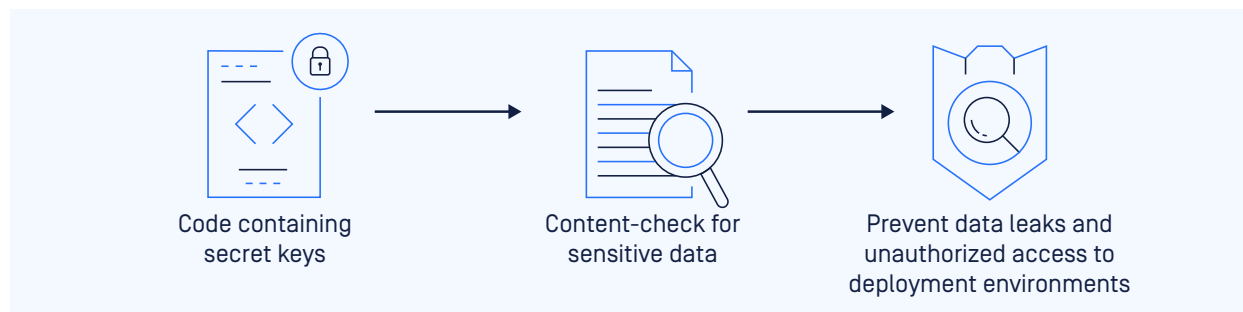 Code containing
secret keys
Content-check for
sensitive data
Prevent data leaks and
unauthorized access to
deployment environments